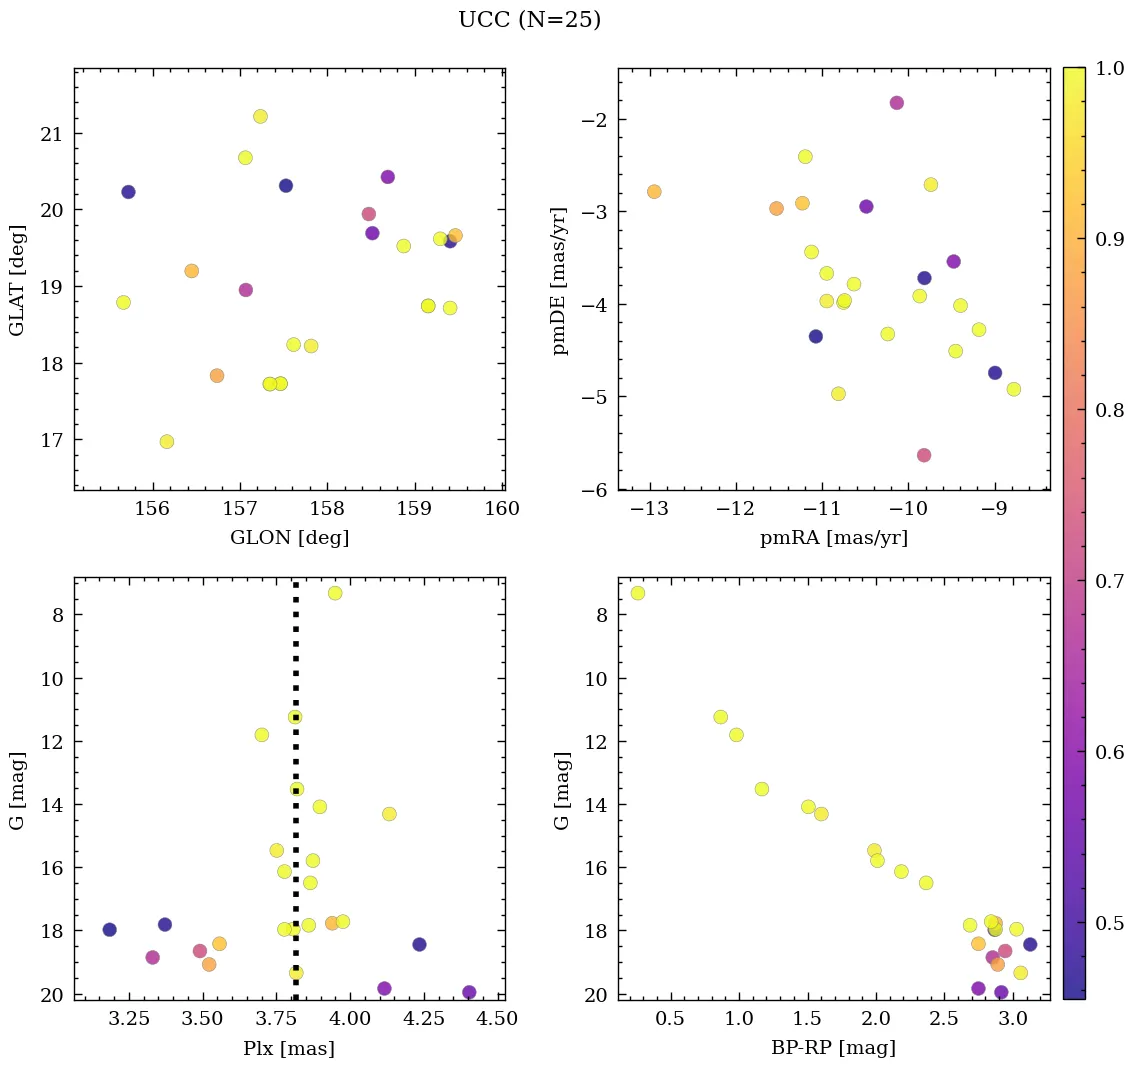 UCC (N=25)
21
20
19
18
17
GLAT [deg]
156 157 158 159 160
GLON [deg]
−2
−3
−4
−5
−6
pmDE [mas/yr]
−13 −12 −11 −10 −9
pmRA [mas/yr]
1.0
0.9
0.8
0.7
0.6
0.5
8
10
12
14
16
18
20
G [mag]
3.25 3.50 3.75 4.00 4.25 4.50
Plx [mas]
8
10
12
14
16
18
20
G [mag]
0.5 1.0 1.5 2.0 2.5 3.0
BP-RP [mag]